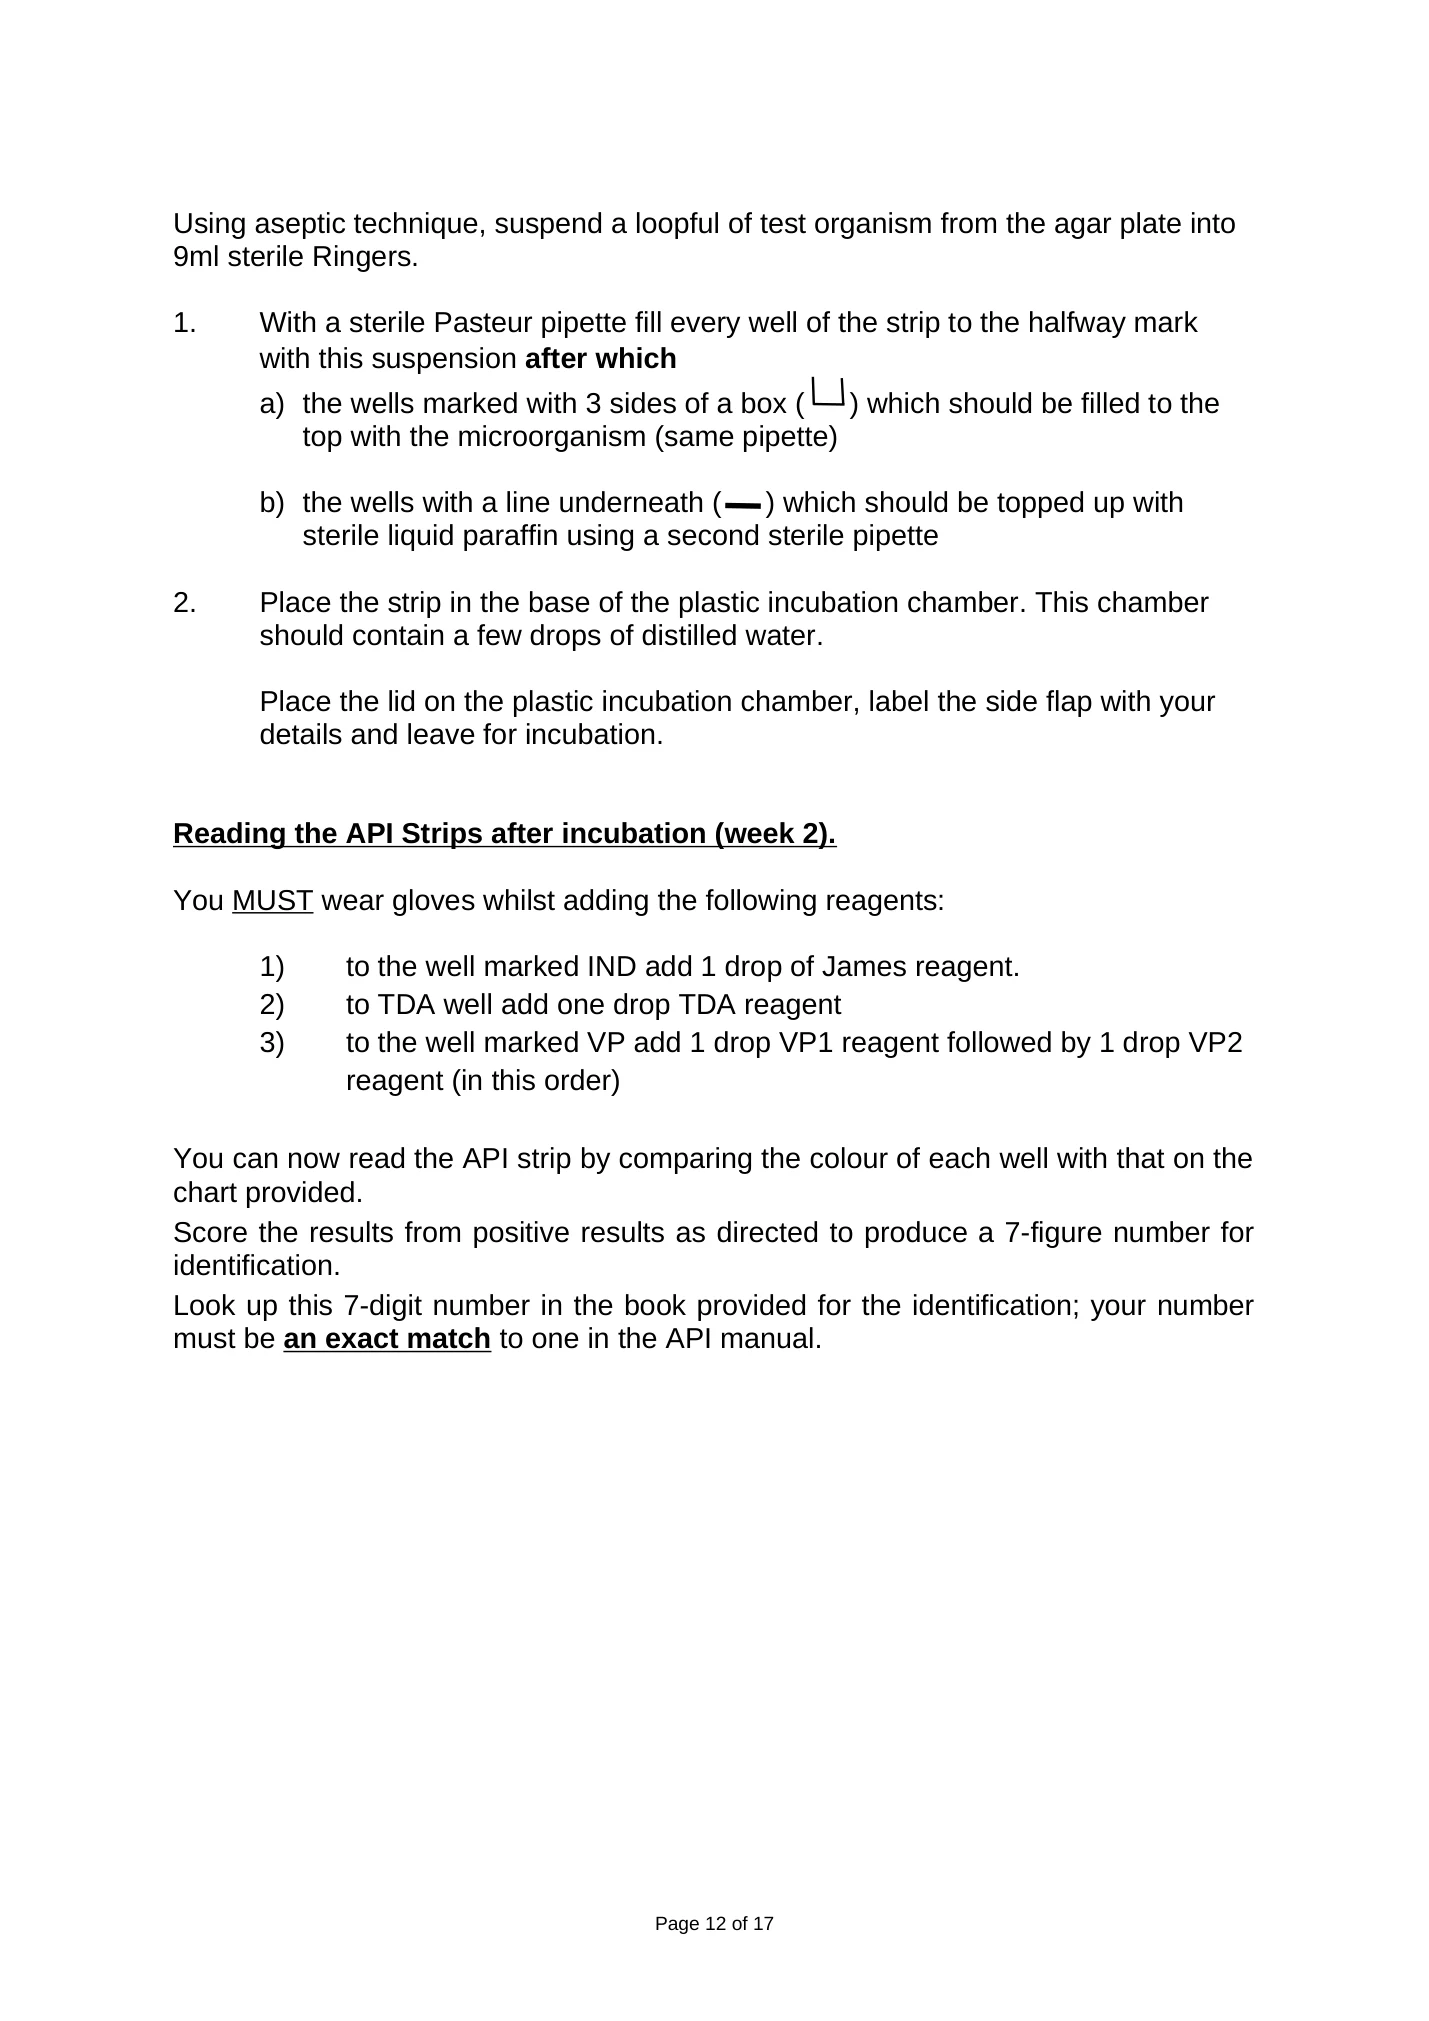 Using aseptic technique, suspend a loopful of test organism from the agar plate into
9ml sterile Ringers.
1. With a sterile Pasteur pipette fill every well of the strip to the halfway mark
with this suspension after which
a) the wells marked with 3 sides of a box ( ) which should be filled to the
top with the microorganism (same pipette)
b) the wells with a line underneath ( ) which should be topped up with
sterile liquid paraffin using a second sterile pipette
2. Place the strip in the base of the plastic incubation chamber. This chamber
should contain a few drops of distilled water.
Place the lid on the plastic incubation chamber, label the side flap with your
details and leave for incubation.
Reading the API Strips after incubation (week 2).
You MUST wear gloves whilst adding the following reagents:
1) to the well marked IND add 1 drop of James reagent.
2) to TDA well add one drop TDA reagent
3) to the well marked VP add 1 drop VP1 reagent followed by 1 drop VP2
reagent (in this order)
You can now read the API strip by comparing the colour of each well with that on the
chart provided.
Score the results from positive results as directed to produce a 7-figure number for
identification.
Look up this 7-digit number in the book provided for the identification; your number
must be an exact match to one in the API manual.
Page 12 of 17